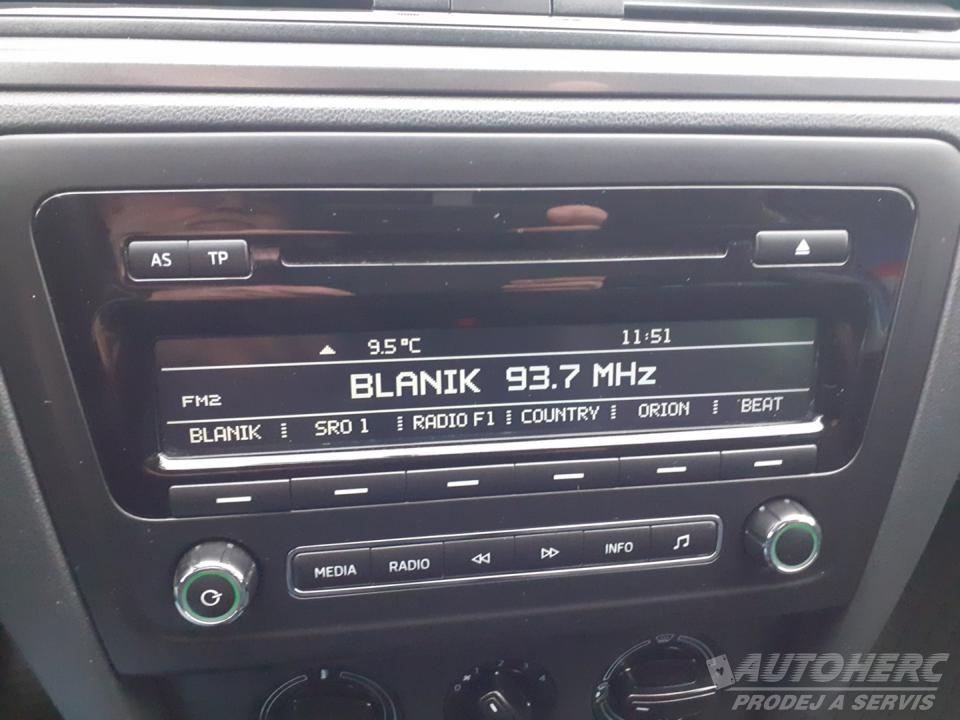 AS TP
9.5°C 11:51
BLANIK 93.7 MHz
FM2
BLANIK SRO 1 RADIO F1 COUNTRY ORION BEAT
MEDIA RADIO INFO
AUTOHERC
PRODEJ A SERVIS